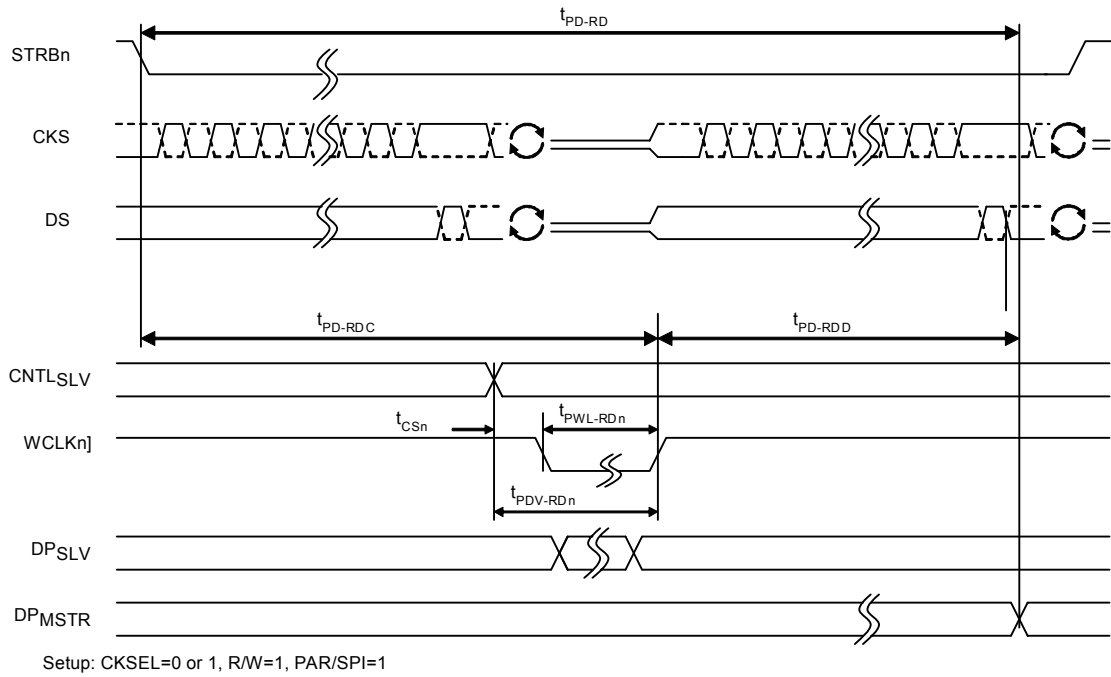 tPD-RD
STRBn
CKS
DS
tPD-RDC
tPD-RDD
CNTLSLV
tCSn
tPWL-RDn
WCLKn]
tPDV-RDn
DPSLV
DPMSTR
Setup: CKSEL=0 or 1, R/W=1, PAR/SPI=1